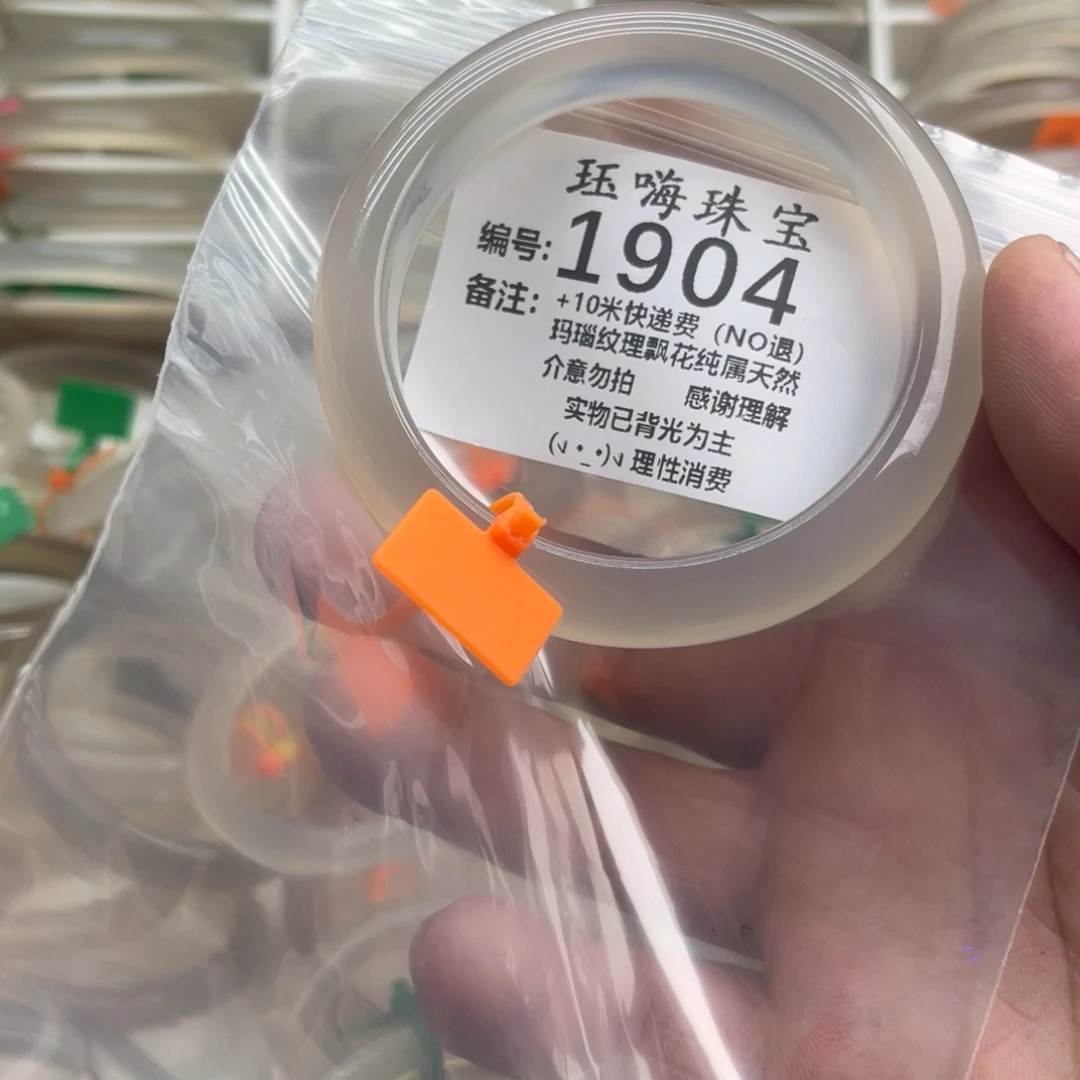 珏嗨珠宝
编号: 1904
备注: +10米快递费 (NO退)
玛瑙纹理飘花纯属天然
介意勿拍 感谢理解
实物已背光为主
理性消费